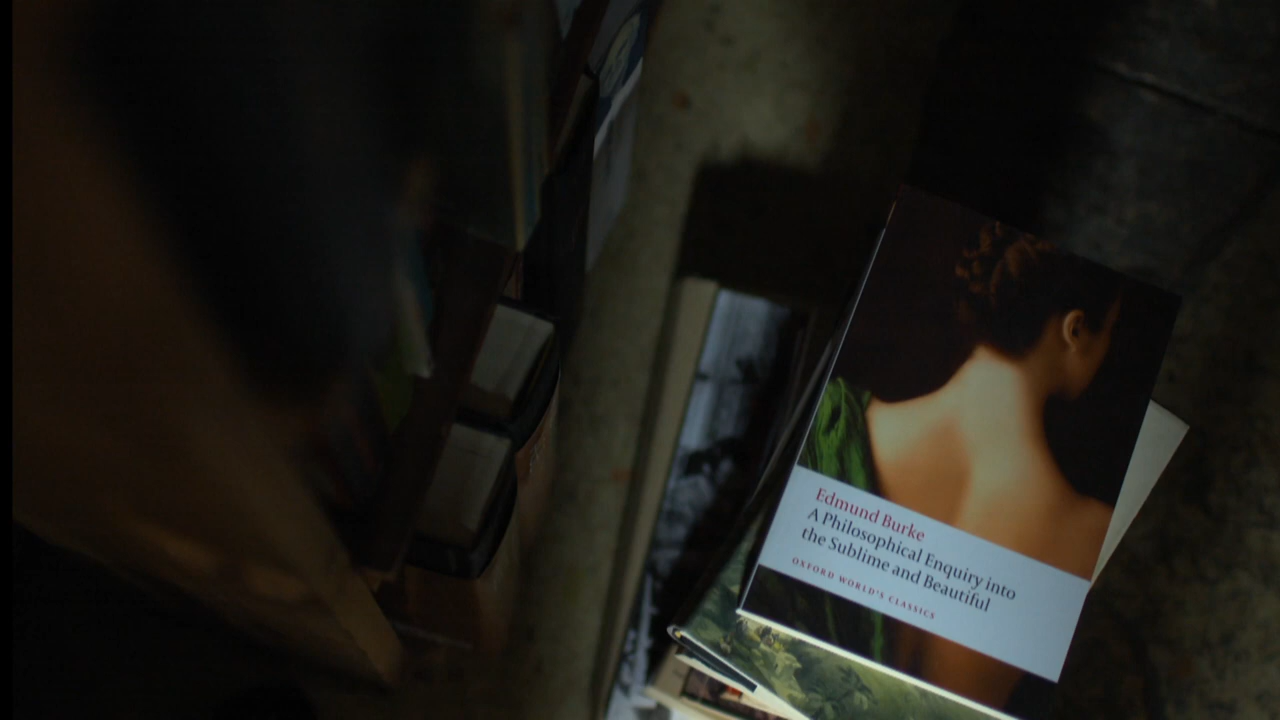 Edmund Burke
A Philosophical Enquiry into
the Sublime and Beautiful
OXFORD WORLD'S CLASSICS